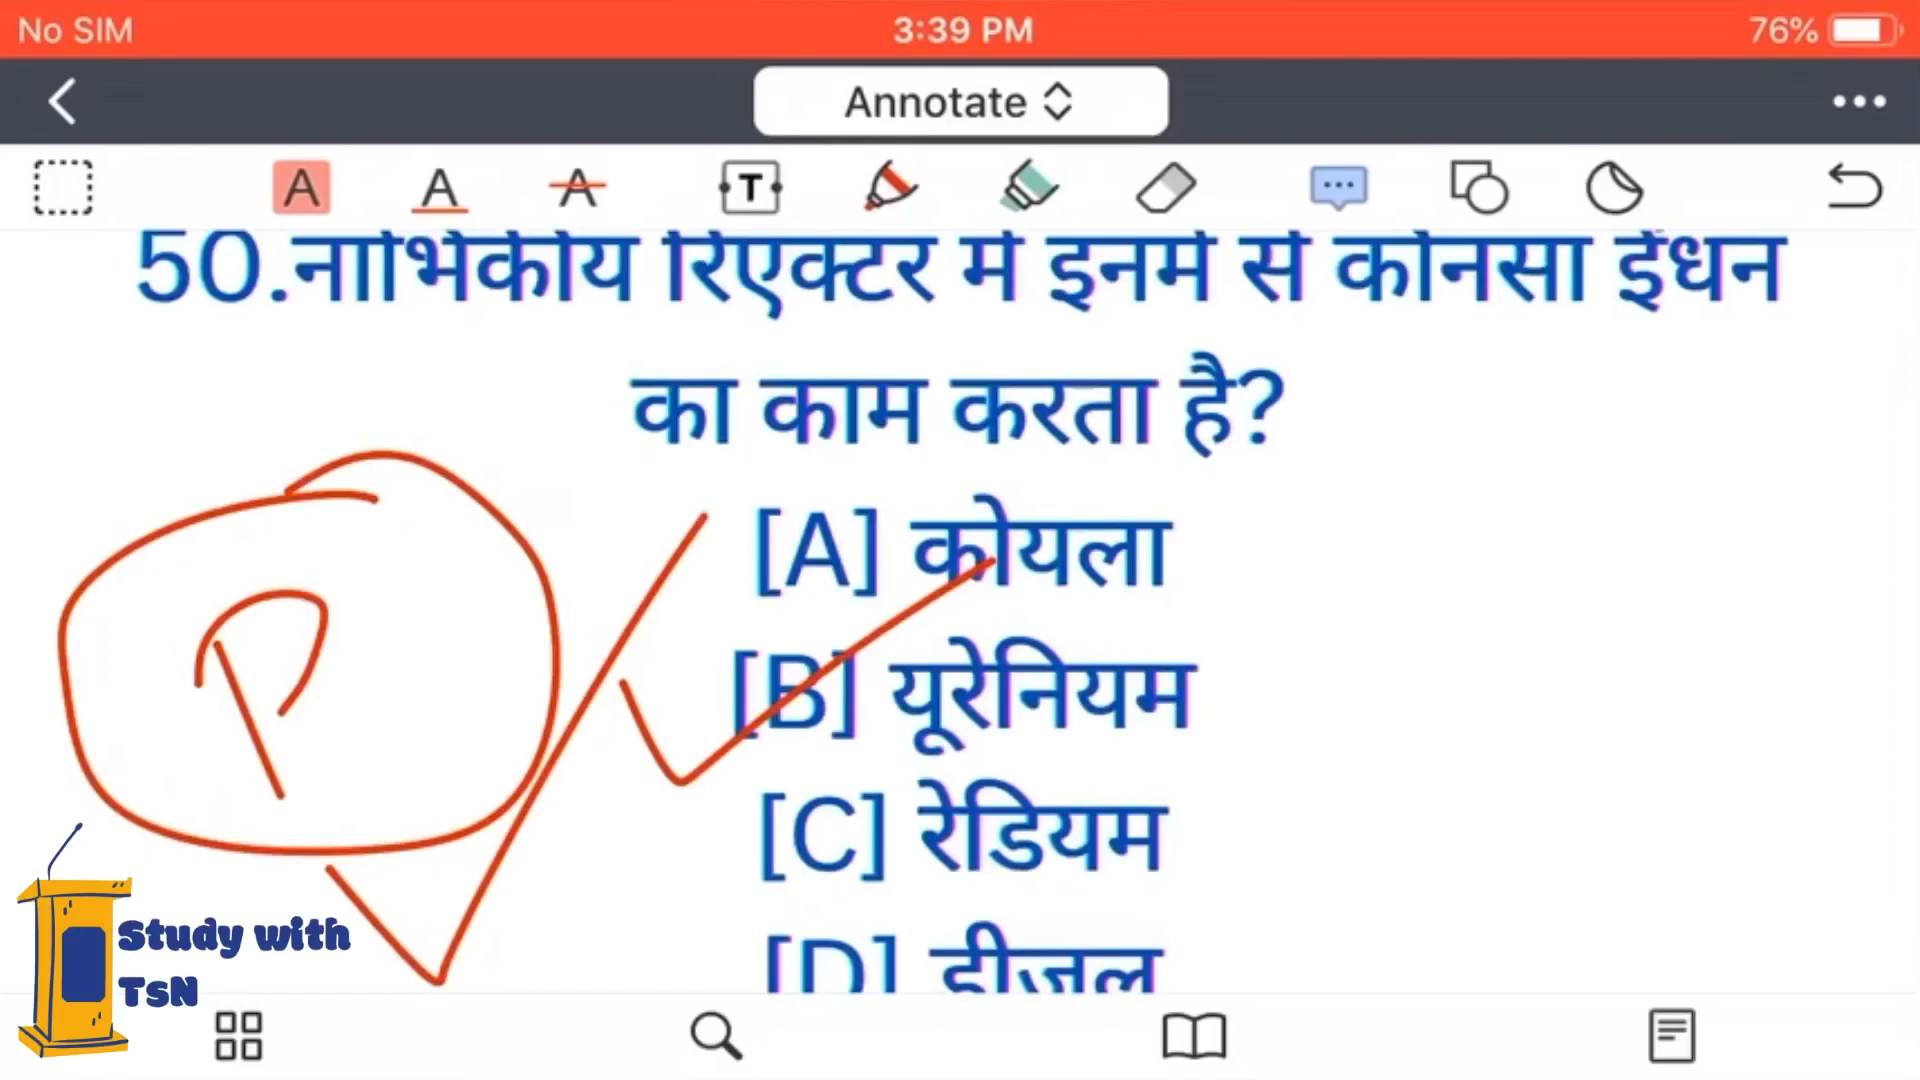 No SIM 3:39 PM 76%
Annotate
A A A T
50.नाभिकीय रिएक्टर में इनमें से कौनसा ईंधन
का काम करता है?
[A] कोयला
[B] यूरेनियम
[C] रेडियम
[D] डीजल
P
Study with
TsN